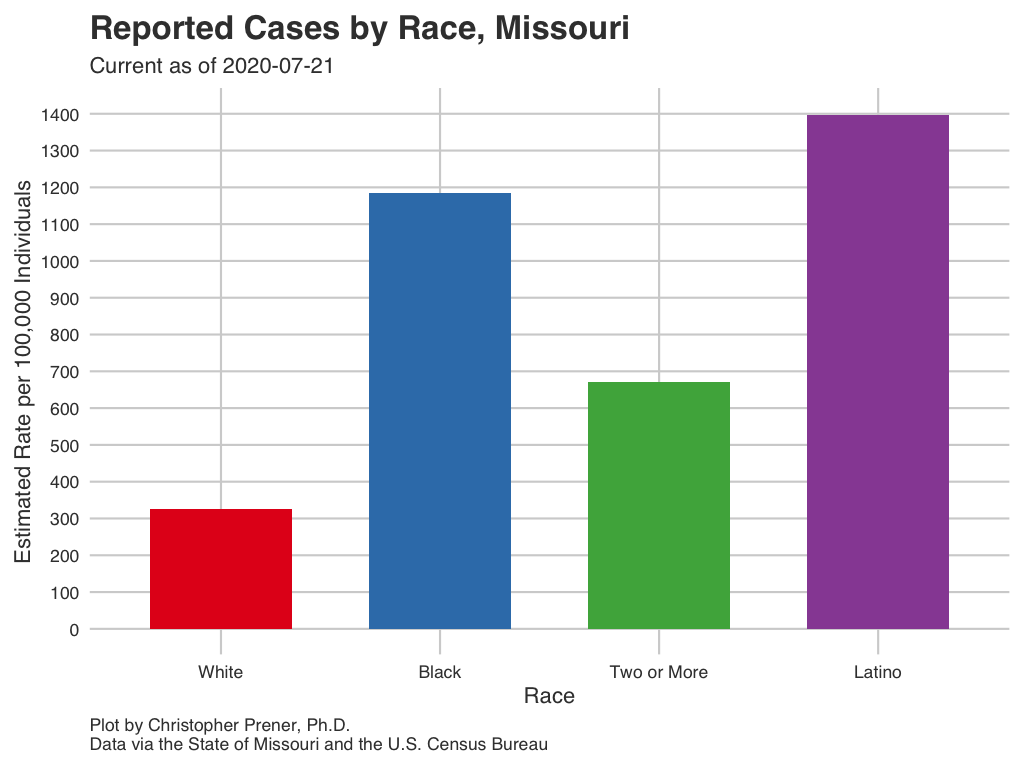 Reported Cases by Race, Missouri
Current as of 2020-07-21
Estimated Rate per 100,000 Individuals
1400
1300
1200
1100
1000
900
800
700
600
500
400
300
200
100
0
White Black Two or More Latino
Race
Plot by Christopher Prener, Ph.D.
Data via the State of Missouri and the U.S. Census Bureau